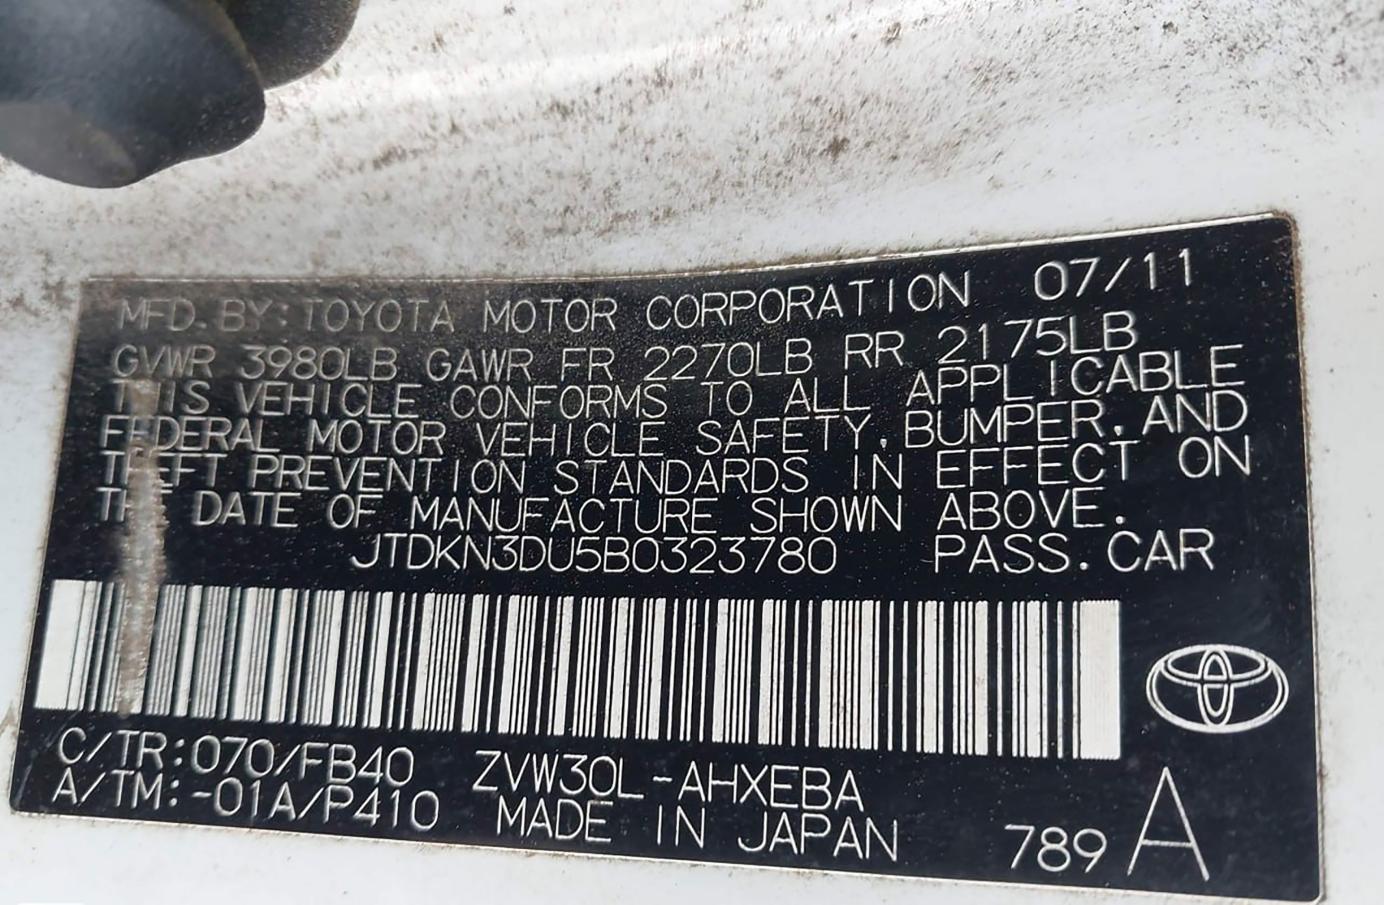 MFD. BY: TOYOTA MOTOR CORPORATION 07/11
GVWR 3980LB GAWR FR 2270LB RR 2175LB
THIS VEHICLE CONFORMS TO ALL APPLICABLE
FEDERAL MOTOR VEHICLE SAFETY, BUMPER, AND
THEFT PREVENTION STANDARDS IN EFFECT ON
THE DATE OF MANUFACTURE SHOWN ABOVE.
JTDKN3DU5B0323780 PASS. CAR
C/TR:070/FB40 ZVW30L-AHXEBA
A/TM:-01A/P410 MADE IN JAPAN 789 A